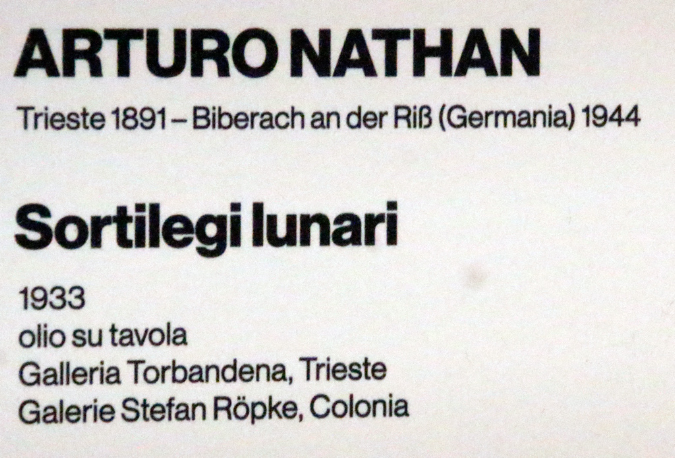 ARTURO NATHAN
Trieste 1891 – Biberach an der Riß (Germania) 1944
Sortilegi lunari
1933
olio su tavola
Galleria Torbandena, Trieste
Galerie Stefan Röpke, Colonia